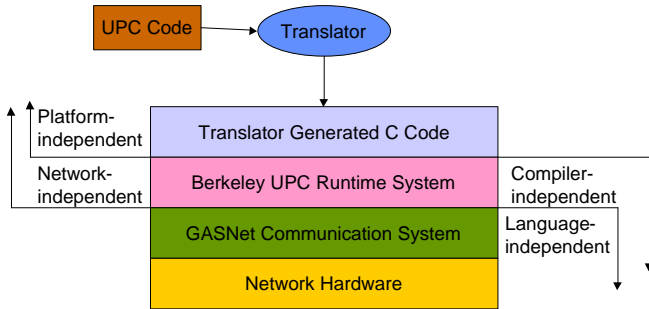 UPC Code
Translator
Platform-
independent
Translator Generated C Code
Network-
independent
Berkeley UPC Runtime System
Compiler-
independent
GASNet Communication System
Language-
independent
Network Hardware